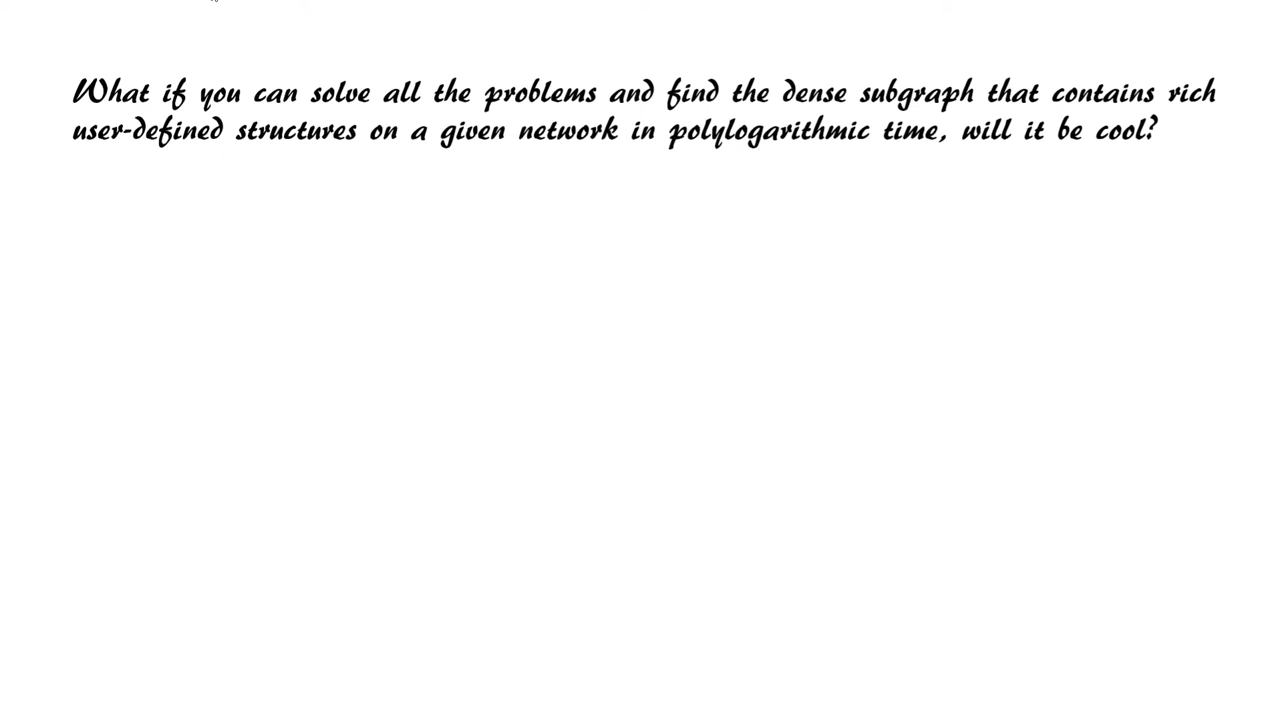 What if you can solve all the problems and find the dense subgraph that contains rich
user-defined structures on a given network in polylogarithmic time, will it be cool?